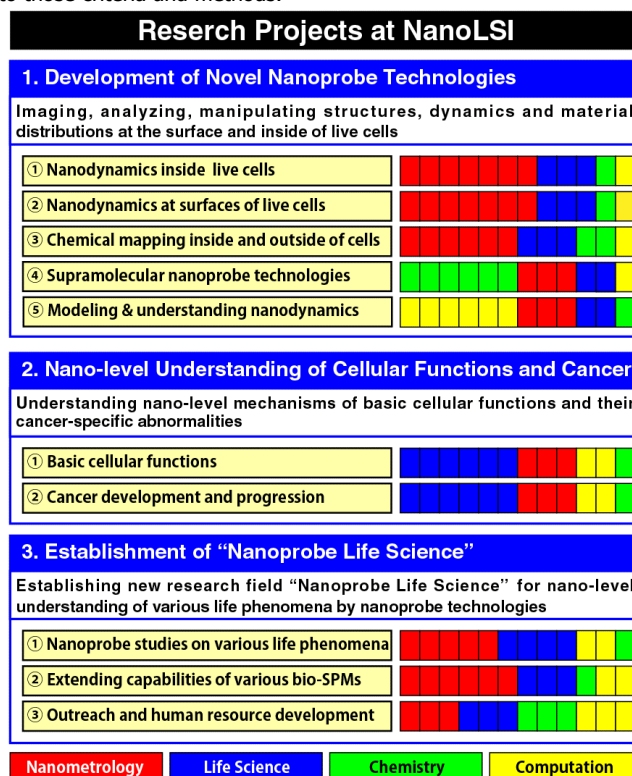 to these criteria and methods.
Reserch Projects at NanoLSI
1. Development of Novel Nanoprobe Technologies
Imaging, analyzing, manipulating structures, dynamics and material
distributions at the surface and inside of live cells
① Nanodynamics inside live cells
② Nanodynamics at surfaces of live cells
③ Chemical mapping inside and outside of cells
④ Supramolecular nanoprobe technologies
⑤ Modeling & understanding nanodynamics
2. Nano-level Understanding of Cellular Functions and Cancer
Understanding nano-level mechanisms of basic cellular functions and their
cancer-specific abnormalities
① Basic cellular functions
② Cancer development and progression
3. Establishment of “Nanoprobe Life Science”
Establishing new research field “Nanoprobe Life Science” for nano-level
understanding of various life phenomena by nanoprobe technologies
① Nanoprobe studies on various life phenomena
② Extending capabilities of various bio-SPMs
③ Outreach and human resource development
Nanometrology Life Science Chemistry Computation